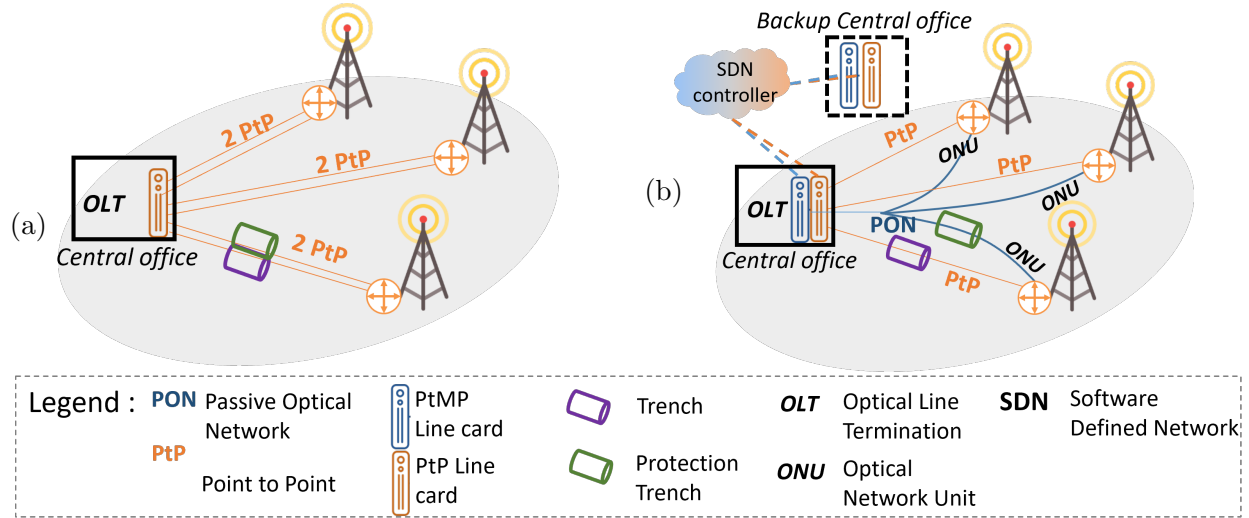 (a)
2 PtP
2 PtP
2 PtP
OLT
Central office
(b)
Backup Central office
SDN
controller
PtP
PtP
PtP
ONU
ONU
ONU
PON
OLT
Central office
Legend :
PON Passive Optical
Network
PtP
Point to Point
PtMP
Line card
PtP Line
card
Trench
Protection
Trench
OLT Optical Line
Termination
ONU Optical
Network Unit
SDN Software
Defined Network